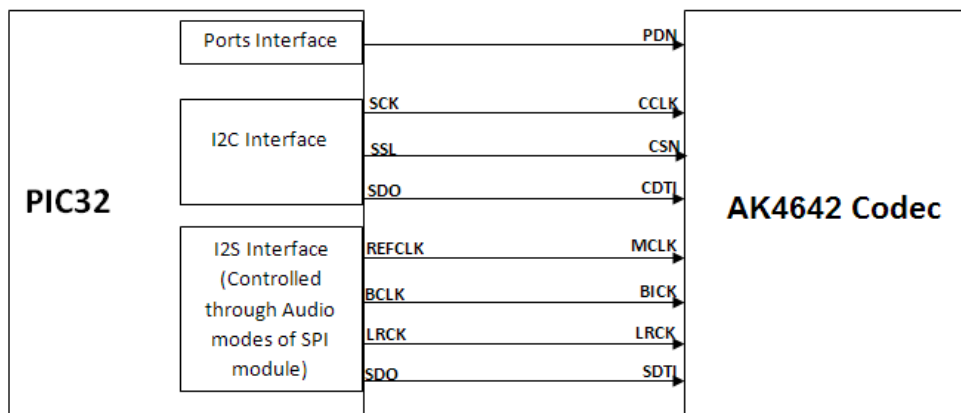 Ports Interface
PDN
SCK
CCLK
I2C Interface
SSL
CSN
SDO
CDTI
PIC32
AK4642 Codec
I2S Interface
(Controlled
through Audio
modes of SPI
module)
REFCLK
MCLK
BCLK
BICK
LRCK
LRCK
SDO
SDTI